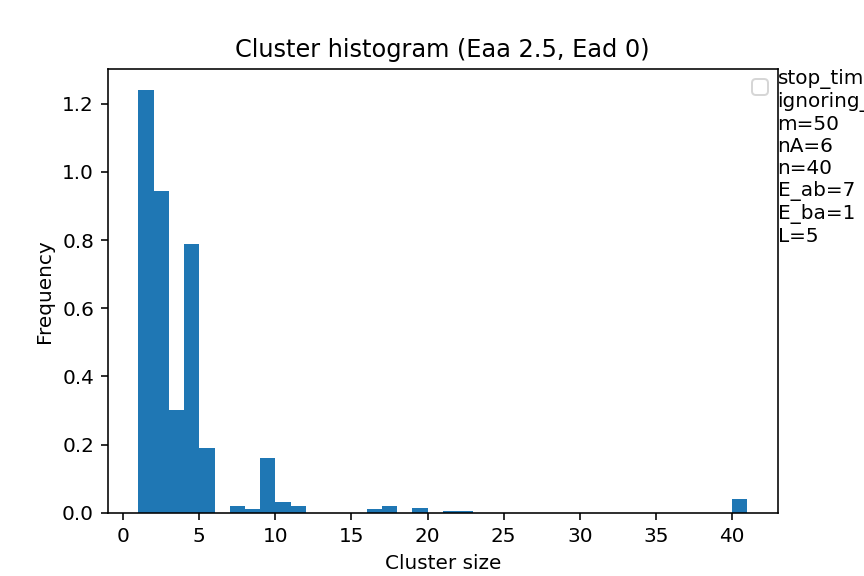 Cluster histogram (Eaa 2.5, Ead 0)
stop_tim
ignoring_
m=50
nA=6
n=40
E_ab=7
E_ba=1
L=5
1.2
1.0
0.8
0.6
0.4
0.2
0.0
Frequency
0 5 10 15 20 25 30 35 40
Cluster size